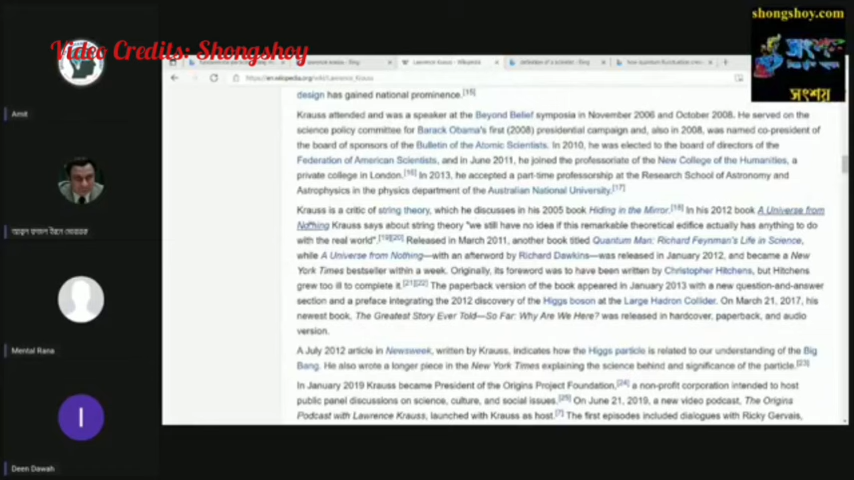 Video Credits: Shongshoy
shongshoy.com
সংশয়
Amit
Mental Rana
Deen Dawah
Lawrence Krauss - Wikipedia
https://en.wikipedia.org/wiki/Lawrence_Krauss
design has gained national prominence.[15]
Krauss attended and was a speaker at the Beyond Belief symposia in November 2006 and October 2008. He served on the
science policy committee for Barack Obama's first (2008) presidential campaign and, also in 2008, was named co-president of
the board of sponsors of the Bulletin of the Atomic Scientists. In 2010, he was elected to the board of directors of the
Federation of American Scientists, and in June 2011, he joined the professoriate of the New College of the Humanities, a
private college in London.[16] In 2013, he accepted a part-time professorship at the Research School of Astronomy and
Astrophysics in the physics department of the Australian National University.[17]
Krauss is a critic of string theory, which he discusses in his 2005 book Hiding in the Mirror.[18] In his 2012 book A Universe from
Nothing Krauss says about string theory "we still have no idea if this remarkable theoretical edifice actually has anything to do
with the real world".[19][20] Released in March 2011, another book titled Quantum Man: Richard Feynman's Life in Science,
while A Universe from Nothing—with an afterword by Richard Dawkins—was released in January 2012, and became a New
York Times bestseller within a week. Originally, its foreword was to have been written by Christopher Hitchens, but Hitchens
grew too ill to complete it.[21][22] The paperback version of the book appeared in January 2013 with a new question-and-answer
section and a preface integrating the 2012 discovery of the Higgs boson at the Large Hadron Collider. On March 21, 2017, his
newest book, The Greatest Story Ever Told—So Far: Why Are We Here? was released in hardcover, paperback, and audio
version.
A July 2012 article in Newsweek, written by Krauss, indicates how the Higgs particle is related to our understanding of the Big
Bang. He also wrote a longer piece in the New York Times explaining the science behind and significance of the particle.[23]
In January 2019 Krauss became President of the Origins Project Foundation,[24] a non-profit corporation intended to host
public panel discussions on science, culture, and social issues.[25] On June 21, 2019, a new video podcast, The Origins
Podcast with Lawrence Krauss, launched with Krauss as host.[7] The first episodes included dialogues with Ricky Gervais,